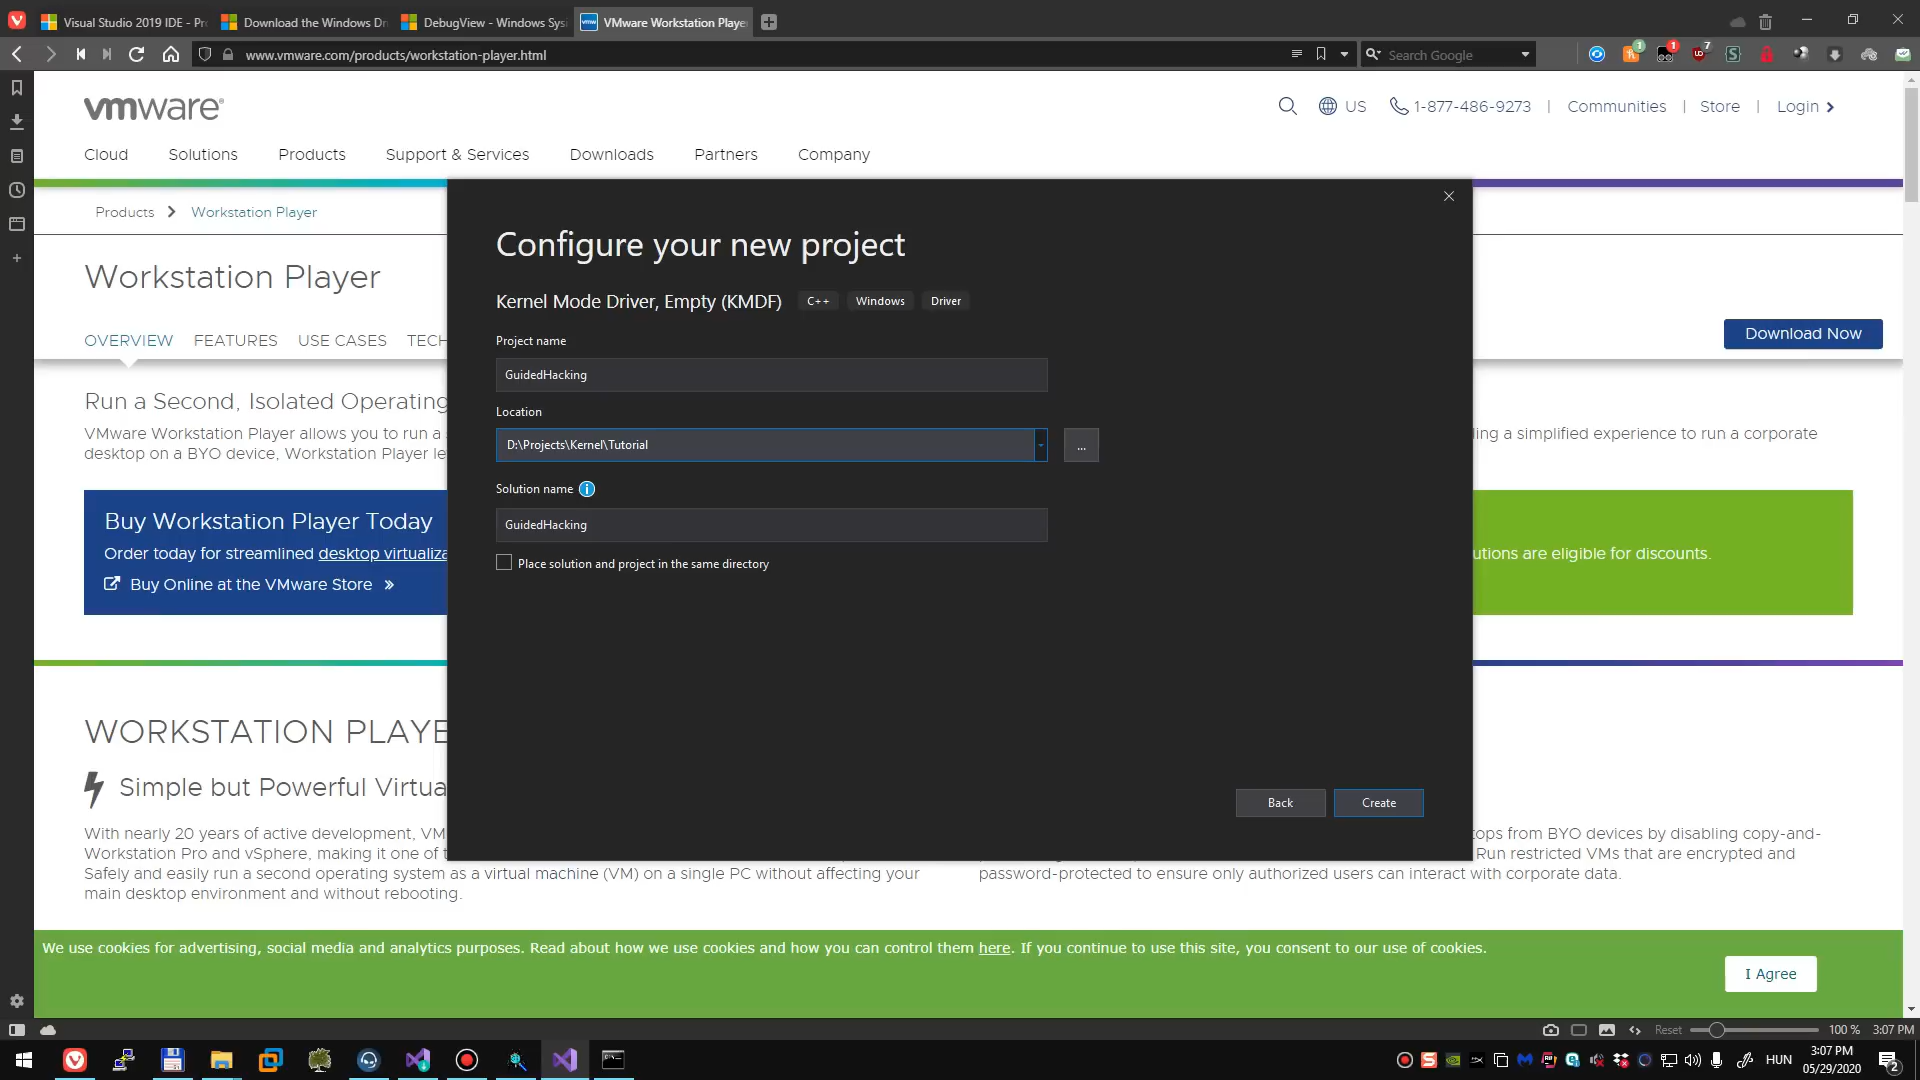 Visual Studio 2019 IDE - Pro
Download the Windows Dr
DebugView - Windows Sysi
VMware Workstation Playe
www.vmware.com/products/workstation-player.html
Search Google
1
1
7
vmware
US
1-877-486-9273
Communities
Store
Login
Cloud
Solutions
Products
Support & Services
Downloads
Partners
Company
Products
Workstation Player
Workstation Player
OVERVIEW
FEATURES
USE CASES
TECH
Download Now
Run a Second, Isolated Operating
VMware Workstation Player allows you to run a
ing a simplified experience to run a corporate
desktop on a BYO device, Workstation Player le
Buy Workstation Player Today
Order today for streamlined desktop virtualiza
utions are eligible for discounts.
Buy Online at the VMware Store »
Configure your new project
Kernel Mode Driver, Empty (KMDF)
C++
Windows
Driver
Project name
GuidedHacking
Location
D:\Projects\Kernel\Tutorial
...
Solution name
GuidedHacking
Place solution and project in the same directory
Back
Create
WORKSTATION PLAYE
Simple but Powerful Virtua
With nearly 20 years of active development, VM
Workstation Pro and vSphere, making it one of t
Safely and easily run a second operating system as a virtual machine (VM) on a single PC without affecting your
main desktop environment and without rebooting.
ops from BYO devices by disabling copy-and-
Run restricted VMs that are encrypted and
password-protected to ensure only authorized users can interact with corporate data.
We use cookies for advertising, social media and analytics purposes. Read about how we use cookies and how you can control them here. If you continue to use this site, you consent to our use of cookies.
I Agree
Reset
100 %
3:07 PM
HUN
3:07 PM
05/29/2020
2